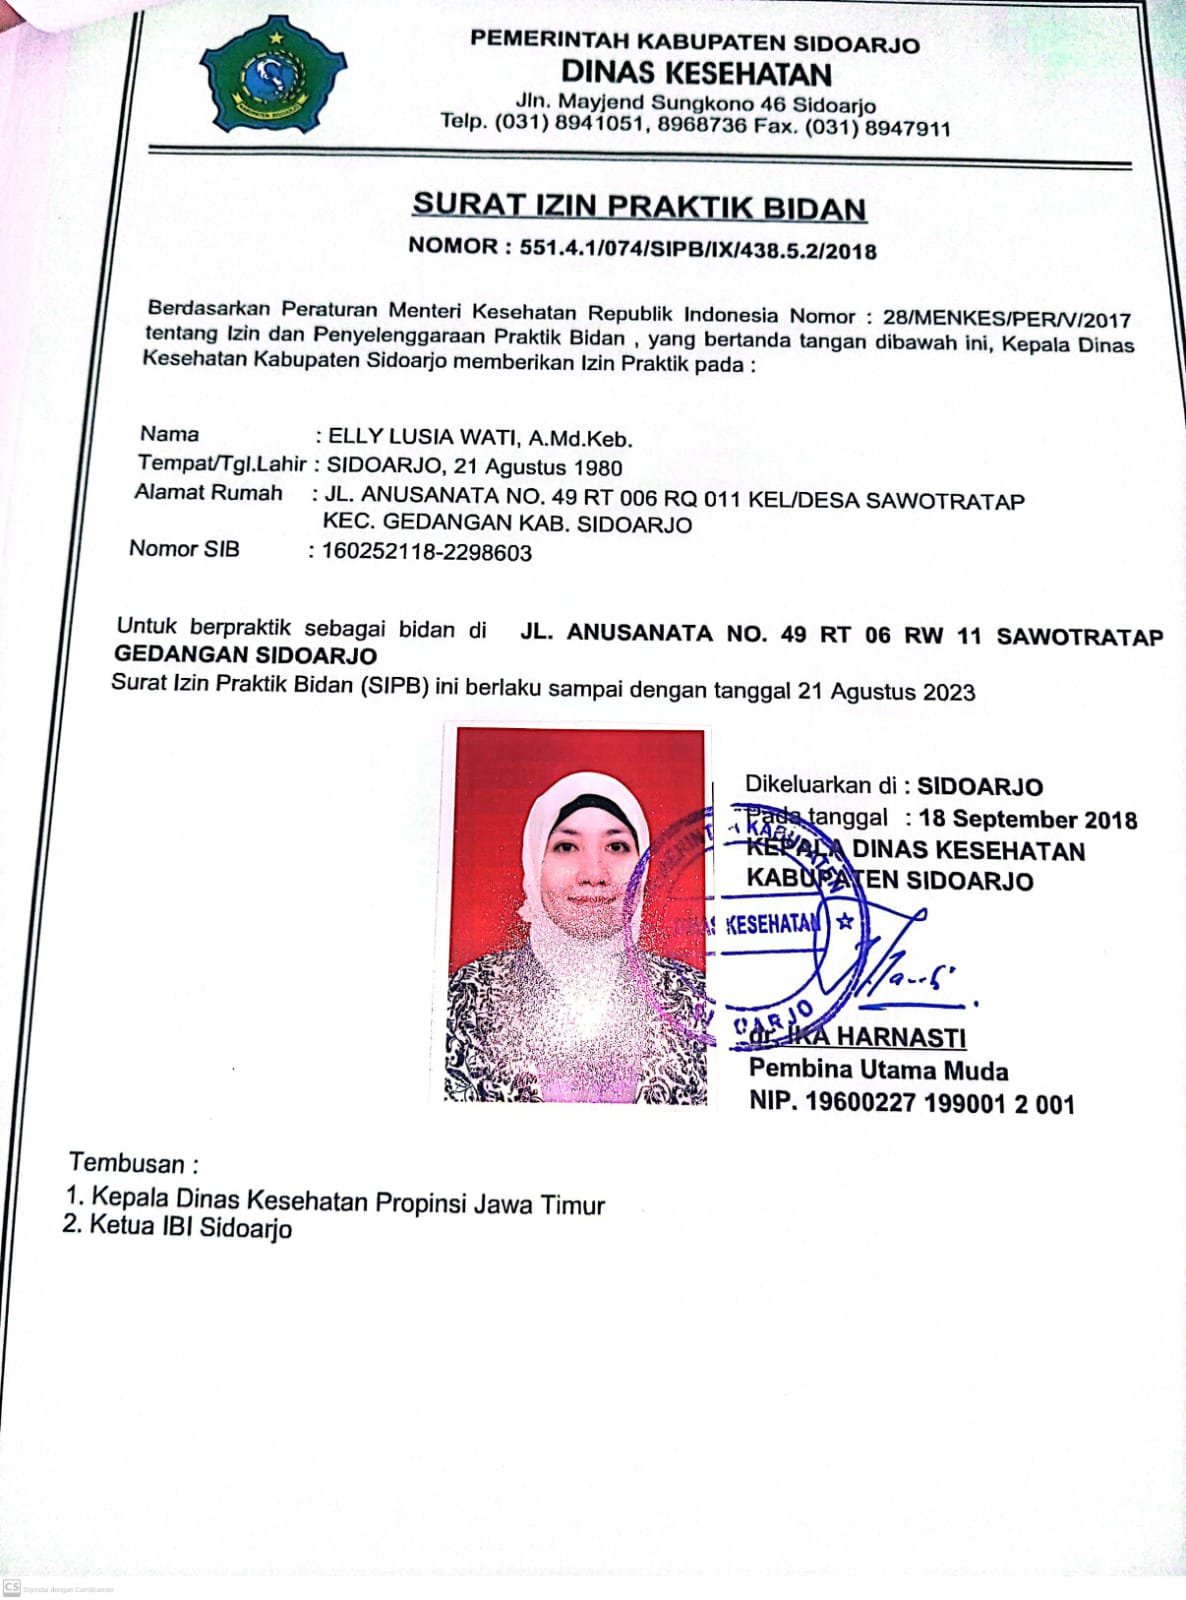 PEMERINTAH KABUPATEN SIDOARJO
DINAS KESEHATAN
Jln. Mayjend Sungkono 46 Sidoarjo
Telp. (031) 8941051, 8968736 Fax. (031) 8947911
KABUPATEN SIDOARJO
SURAT IZIN PRAKTIK BIDAN
NOMOR : 551.4.1/074/SIPB/IX/438.5.2/2018
Berdasarkan Peraturan Menteri Kesehatan Republik Indonesia Nomor : 28/MENKES/PER/V/2017
tentang Izin dan Penyelenggaraan Praktik Bidan , yang bertanda tangan dibawah ini, Kepala Dinas
Kesehatan Kabupaten Sidoarjo memberikan Izin Praktik pada :
Nama : ELLY LUSIA WATI, A.Md.Keb.
Tempat/Tgl.Lahir : SIDOARJO, 21 Agustus 1980
Alamat Rumah : JL. ANUSANATA NO. 49 RT 006 RQ 011 KEL/DESA SAWOTRATAP
KEC. GEDANGAN KAB. SIDOARJO
Nomor SIB : 160252118-2298603
Untuk berpraktik sebagai bidan di JL. ANUSANATA NO. 49 RT 06 RW 11 SAWOTRATAP
GEDANGAN SIDOARJO
Surat Izin Praktik Bidan (SIPB) ini berlaku sampai dengan tanggal 21 Agustus 2023
Dikeluarkan di : SIDOARJO
Pada tanggal : 18 September 2018
KEPALA DINAS KESEHATAN
KABUPATEN SIDOARJO
KABUPATEN
DINAS KESEHATAN
dr. IKA HARNASTI
Pembina Utama Muda
NIP. 19600227 199001 2 001
Tembusan :
1. Kepala Dinas Kesehatan Propinsi Jawa Timur
2. Ketua IBI Sidoarjo
CS Dipindai dengan CamScanner